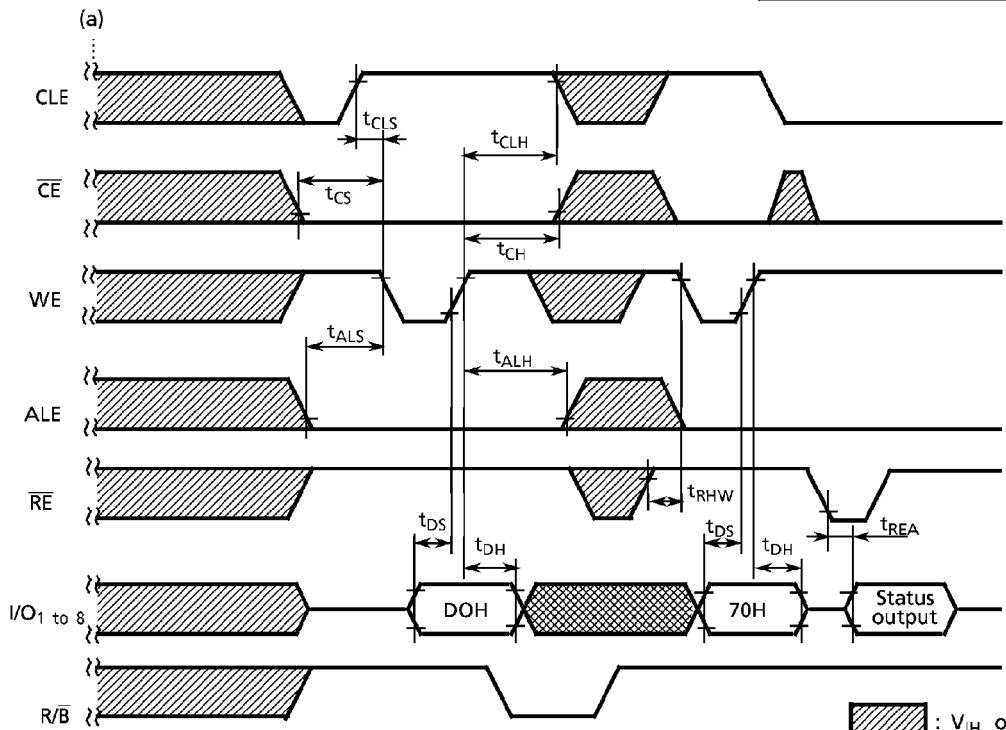 (a)
CLE
tCLS
tCLH
CE
tCS
tCH
WE
tALS
tALH
ALE
RE
tRHW
tDS
tDH
tDS
tDH
tREA
I/O1 to 8
DOH
70H
Status
output
R/B
: VIH o